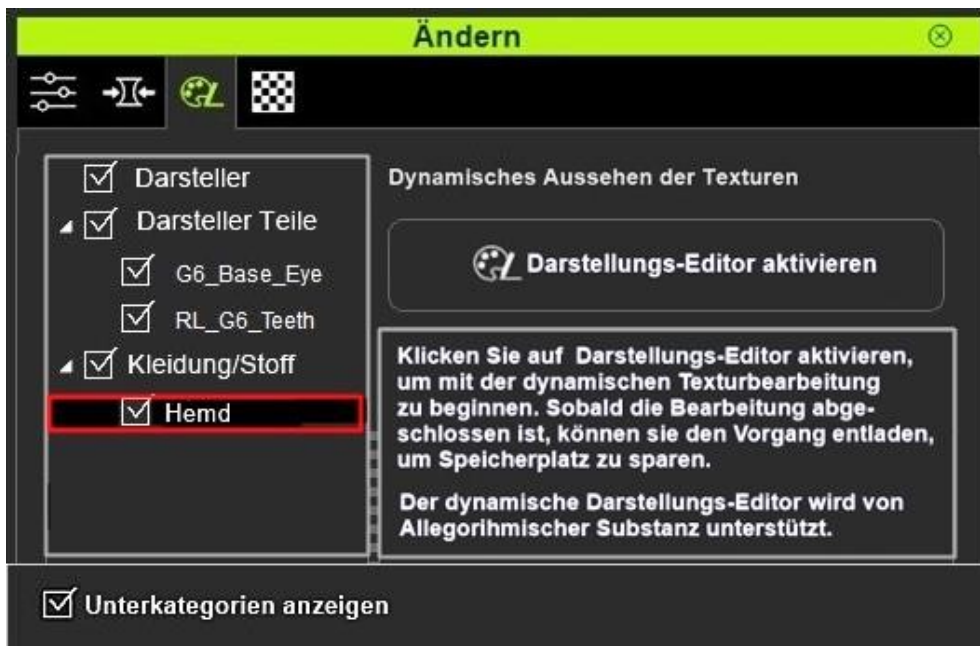 Ändern
Darsteller
Darsteller Teile
G6_Base_Eye
RL_G6_Teeth
Kleidung/Stoff
Hemd
Dynamisches Aussehen der Texturen
Darstellungs-Editor aktivieren
Klicken Sie auf Darstellungs-Editor aktivieren,
um mit der dynamischen Texturbearbeitung
zu beginnen. Sobald die Bearbeitung abge-
schlossen ist, können sie den Vorgang entladen,
um Speicherplatz zu sparen.
Der dynamische Darstellungs-Editor wird von
Allegorihmischer Substanz unterstützt.
Unterkategorien anzeigen